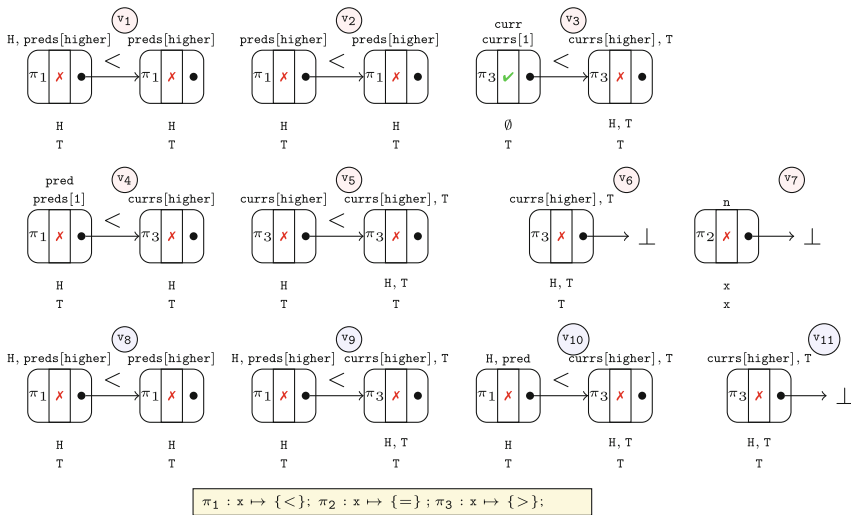 v1 v2 v3
curr
H, preds[higher] preds[higher] preds[higher] preds[higher] currs[1] currs[higher], T
< < <
π1 ✗ π1 ✗ π1 ✗ π1 ✗ π3 ✓ π3 ✗
H H H H ∅ H, T
T T T T T T
v4 v5 v6 v7
pred
preds[1] currs[higher] currs[higher] currs[higher], T currs[higher], T n
< <
π1 ✗ π3 ✗ π3 ✗ π3 ✗ π3 ✗ ⊥ π2 ✗ ⊥
H H H H, T H, T x
T T T T T x
v8 v9 v10 v11
H, preds[higher] preds[higher] H, preds[higher] currs[higher], T H, pred currs[higher], T currs[higher], T
< < <
π1 ✗ π1 ✗ π1 ✗ π3 ✗ π1 ✗ π3 ✗ π3 ✗ ⊥
H H H H, T H H, T H, T
T T T T T T T
π1 : x ↦ {<}; π2 : x ↦ {=} ; π3 : x ↦ {>};